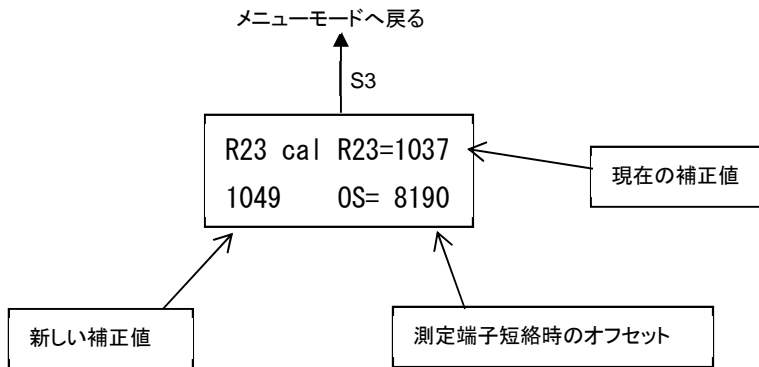 メニューモードへ戻る
S3
R23 cal R23=1037
1049 OS= 8190
現在の補正値
新しい補正値
測定端子短絡時のオフセット